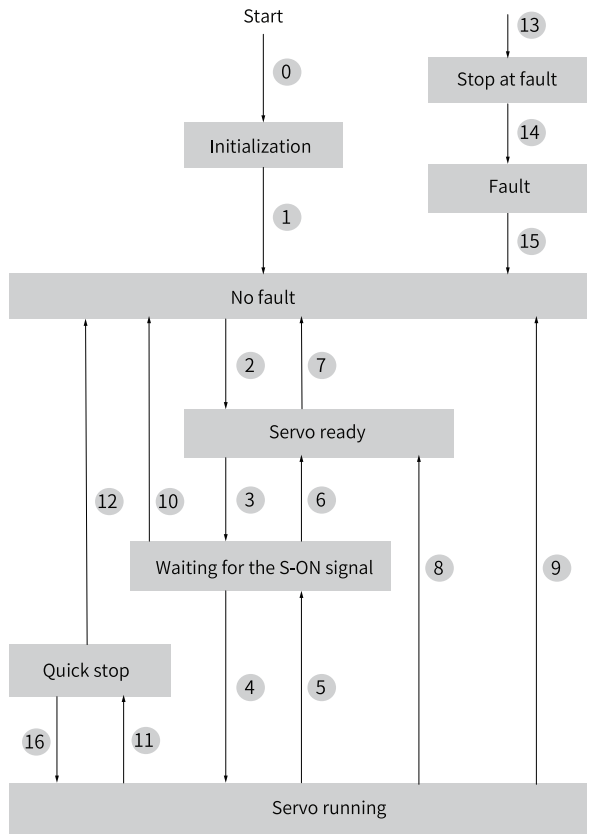 Start
13
0
Stop at fault
14
Initialization
Fault
1
15
No fault
2
7
Servo ready
12
10
3
6
Waiting for the S-ON signal
8
9
Quick stop
4
5
16
11
Servo running